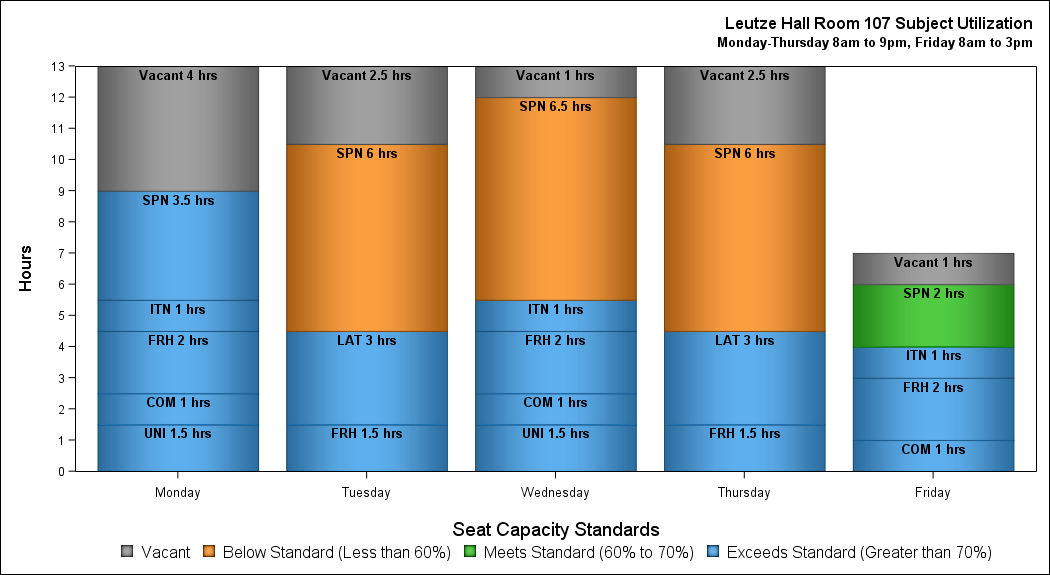 Leutze Hall Room 107 Subject Utilization
Monday-Thursday 8am to 9pm, Friday 8am to 3pm
Hours
13
12
11
10
9
8
7
6
5
4
3
2
1
0
Vacant 4 hrs
SPN 3.5 hrs
ITN 1 hrs
FRH 2 hrs
COM 1 hrs
UNI 1.5 hrs
Vacant 2.5 hrs
SPN 6 hrs
LAT 3 hrs
FRH 1.5 hrs
Vacant 1 hrs
SPN 6.5 hrs
ITN 1 hrs
FRH 2 hrs
COM 1 hrs
UNI 1.5 hrs
Vacant 2.5 hrs
SPN 6 hrs
LAT 3 hrs
FRH 1.5 hrs
Vacant 1 hrs
SPN 2 hrs
ITN 1 hrs
FRH 2 hrs
COM 1 hrs
Monday Tuesday Wednesday Thursday Friday
Seat Capacity Standards
Vacant Below Standard (Less than 60%) Meets Standard (60% to 70%) Exceeds Standard (Greater than 70%)